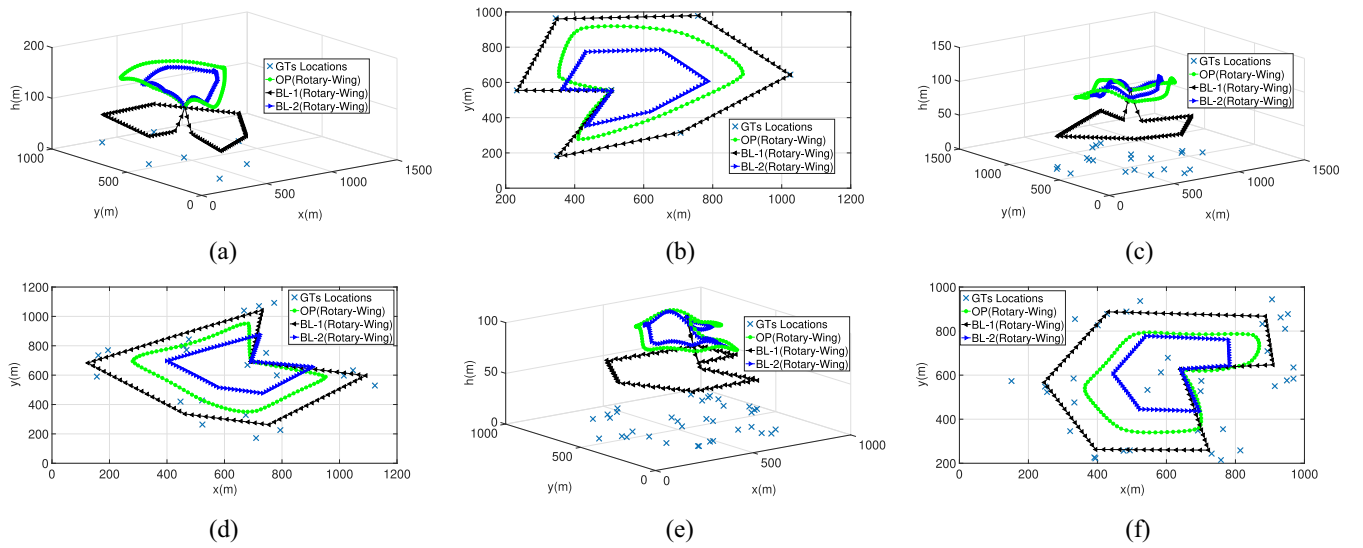 200
150
150
h(m)
100
50
0
1000
500
0
0
500
1000
1500
y(m)
x(m)
GTs Locations
OP(Rotary-Wing)
BL-1(Rotary-Wing)
BL-2(Rotary-Wing)
(a)
1000
800
600
400
200
0
y(m)
200
400
600
800
1000
1200
x(m)
GTs Locations
OP(Rotary-Wing)
BL-1(Rotary-Wing)
BL-2(Rotary-Wing)
(b)
150
100
50
0
h(m)
1500
1000
500
0
0
500
1000
1500
y(m)
x(m)
GTs Locations
OP(Rotary-Wing)
BL-1(Rotary-Wing)
BL-2(Rotary-Wing)
(c)
1200
1000
800
600
400
200
0
y(m)
0
200
400
600
800
1000
1200
x(m)
GTs Locations
OP(Rotary-Wing)
BL-1(Rotary-Wing)
BL-2(Rotary-Wing)
(d)
100
50
0
h(m)
1000
500
0
0
500
1000
y(m)
x(m)
GTs Locations
OP(Rotary-Wing)
BL-1(Rotary-Wing)
BL-2(Rotary-Wing)
(e)
1000
800
600
400
200
y(m)
0
200
400
600
800
1000
x(m)
GTs Locations
OP(Rotary-Wing)
BL-1(Rotary-Wing)
BL-2(Rotary-Wing)
(f)